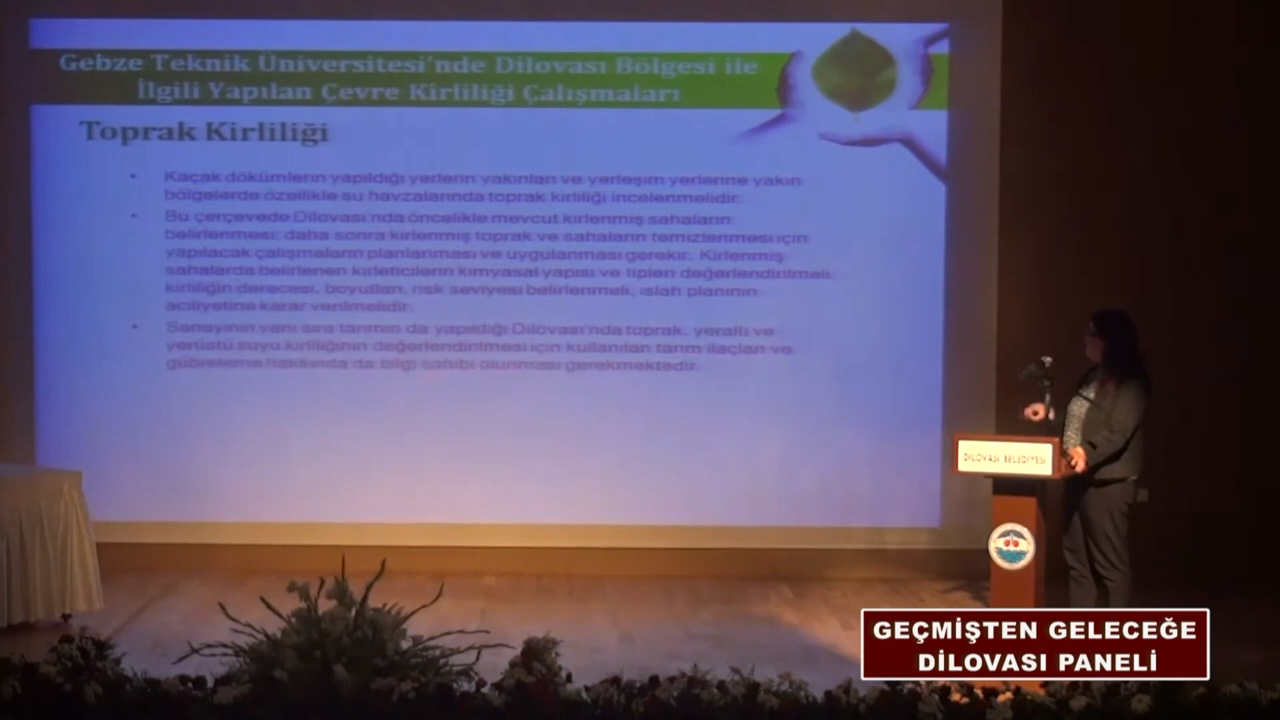 Gebze Teknik Üniversitesi'nde Dilovası Bölgesi ile
İlgili Yapılan Çevre Kirliliği Çalışmaları
Toprak Kirliliği
• Kaçak dökümlerin yapıldığı yerlerin yakınları ve yerleşim yerlerine yakın
bölgelerde özellikle su havzalarında toprak kirliliği incelenmelidir.
• Bu çerçevede Dilovası'nda öncelikle mevcut kirlenmiş sahaların
belirlenmesi; daha sonra kirlenmiş toprak ve sahaların temizlenmesi için
yapılacak çalışmaların planlanması ve uygulanması gerekir. Kirlenmiş
sahalarda belirlenen kirleticilerin kimyasal yapısı ve tipleri değerlendirilmeli
kirliliğin derecesi, boyutları, risk seviyesi belirlenmeli, ıslah planının
aciliyetine karar verilmelidir.
• Sanayinin yanı sıra tarımın da yapıldığı Dilovası'nda toprak, yeraltı ve
yerüstü suyu kirliliğinin değerlendirilmesi için kullanılan tarım ilaçları ve
gübreleme hakkında da bilgi sahibi olunması gerekmektedir.
DİLOVASI BELEDİYESİ
GEÇMİŞTEN GELECEĞE
DİLOVASI PANELİ